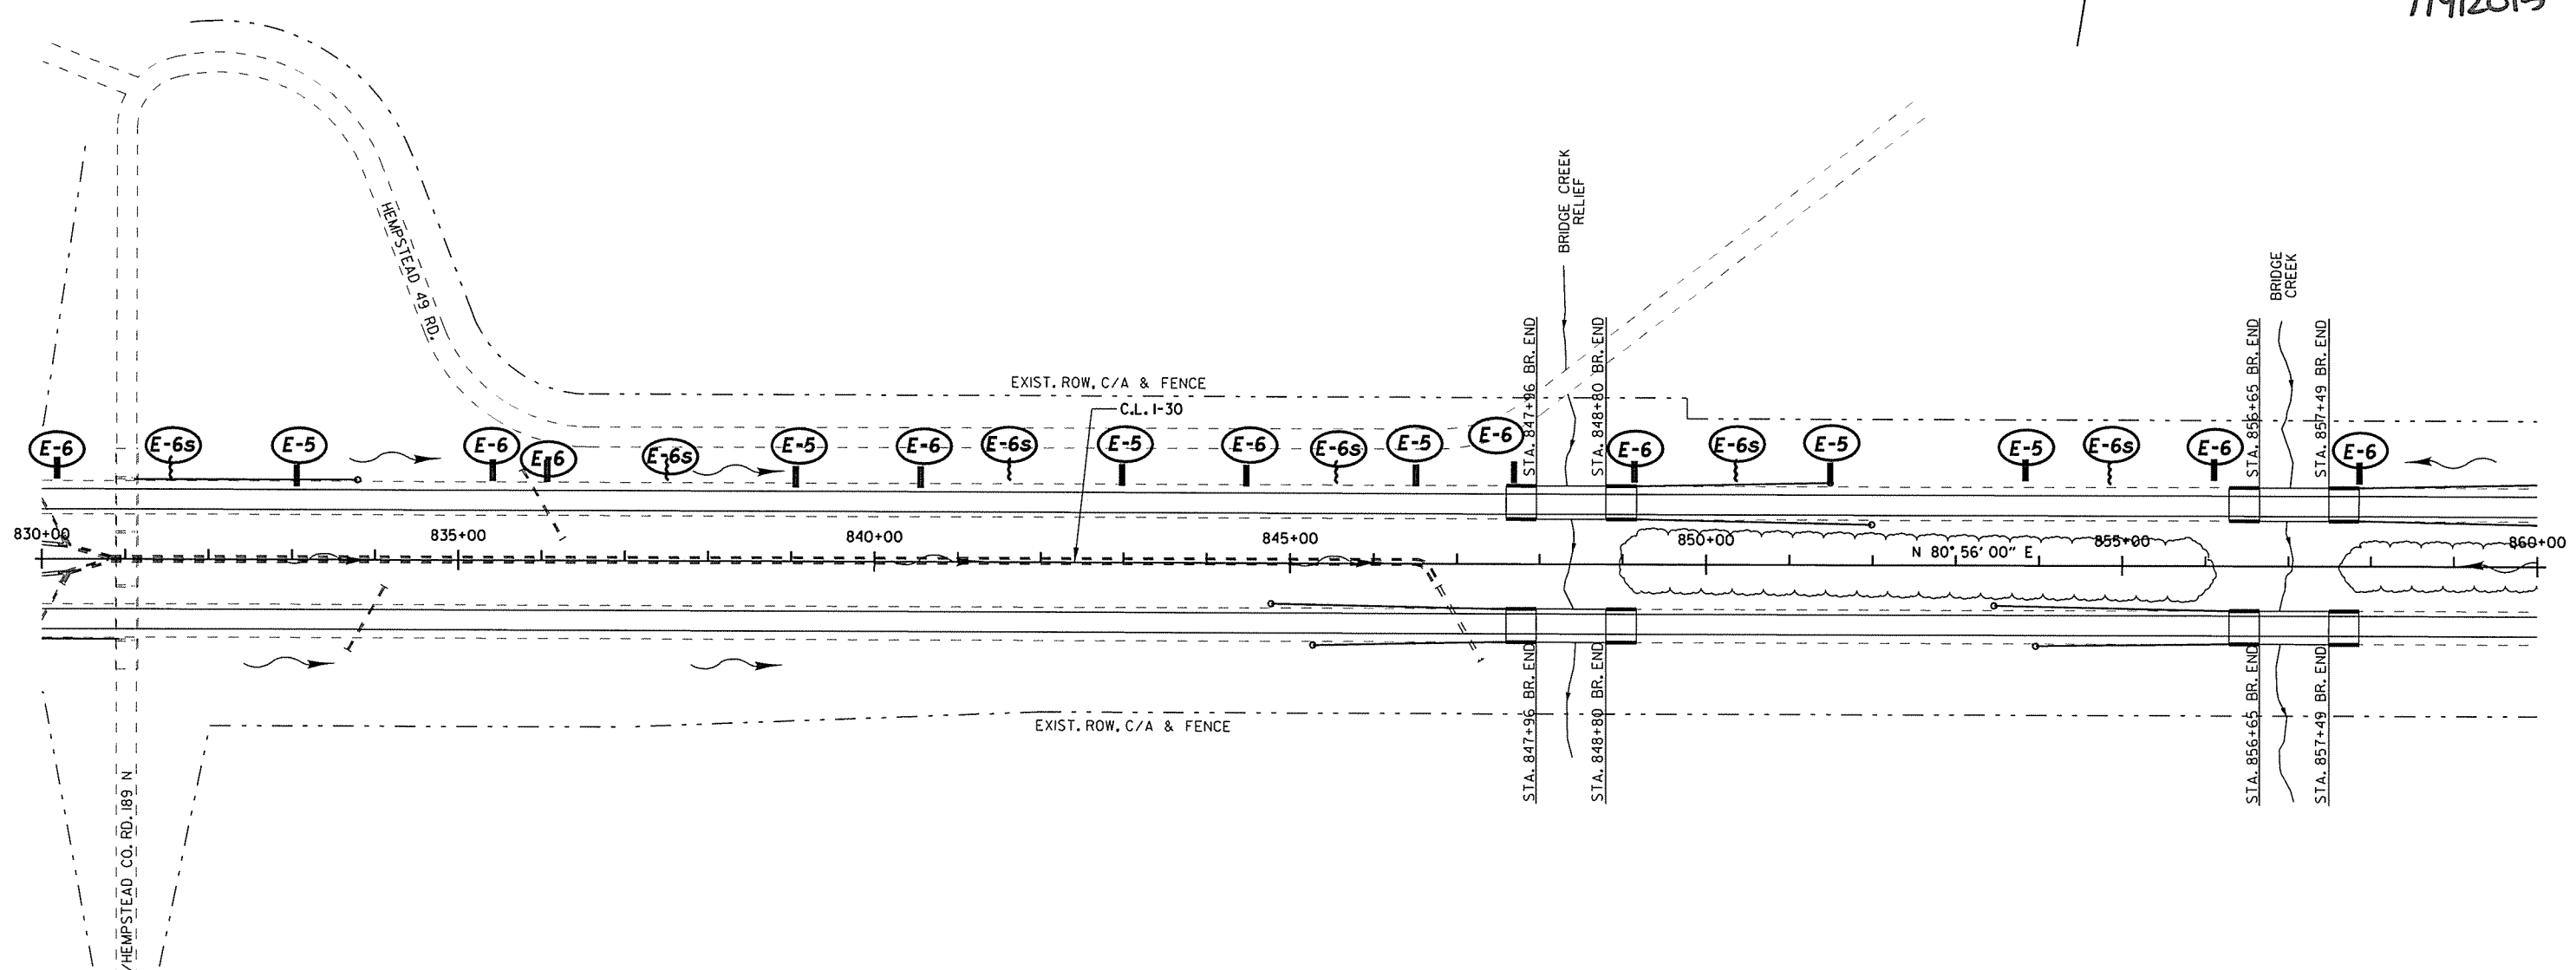 HEMPSTEAD 49 RD.
BRIDGE CREEK
RELIEF
BRIDGE
CREEK
STA. 847+96 BR. END
STA. 848+80 BR. END
STA. 856+65 BR. END
STA. 857+49 BR. END
EXIST. ROW, C/A & FENCE
C.L. I-30
E-6
E-6s
E-5
E-6
E-6
E-6s
E-5
E-6
E-6s
E-5
E-6
E-6s
E-5
E-6
E-6
E-6s
E-5
E-5
E-6s
E-6
E-6
830+00
835+00
840+00
845+00
850+00
855+00
860+00
N 80° 56' 00" E
EXIST. ROW, C/A & FENCE
STA. 847+96 BR. END
STA. 848+80 BR. END
STA. 856+65 BR. END
STA. 857+49 BR. END
/HEMPSTEAD CO. RD. 189 N